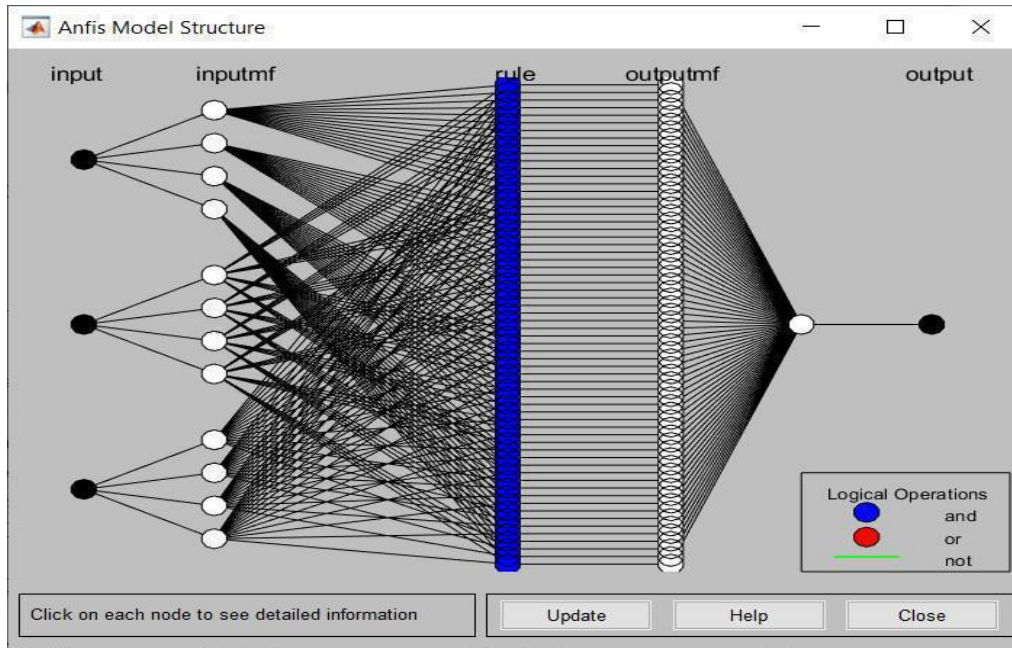 Anfis Model Structure
input inputmf rule outputmf output
Logical Operations
and
or
not
Click on each node to see detailed information
Update Help Close